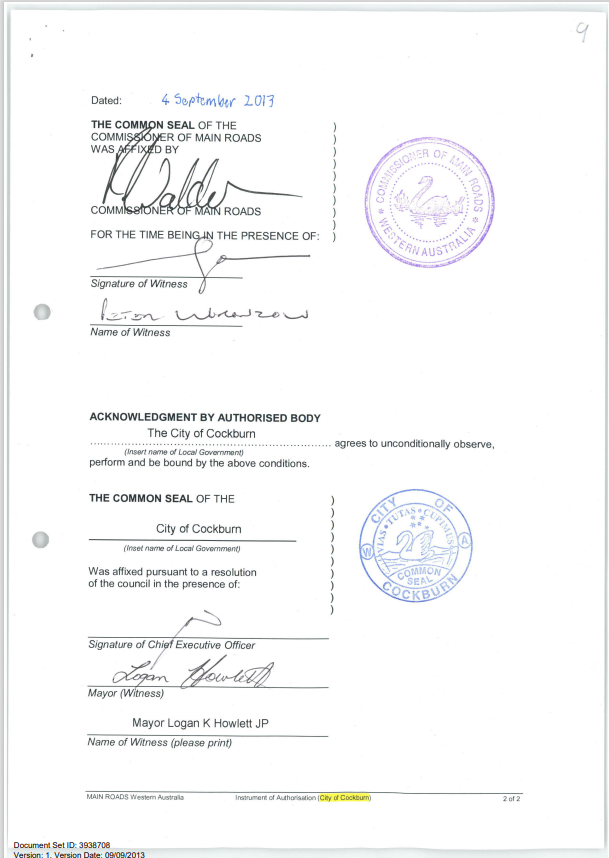 9
Dated: 4 September 2013
THE COMMON SEAL OF THE )
COMMISSIONER OF MAIN ROADS )
WAS AFFIXED BY )
COMMISSIONER OF MAIN ROADS )
FOR THE TIME BEING IN THE PRESENCE OF: )
COMMISSIONER OF MAIN ROADS
WESTERN AUSTRALIA
Signature of Witness
Name of Witness
ACKNOWLEDGMENT BY AUTHORISED BODY
The City of Cockburn
agrees to unconditionally observe,
(Insert name of Local Government)
perform and be bound by the above conditions.
THE COMMON SEAL OF THE )
City of Cockburn
(Inset name of Local Government)
Was affixed pursuant to a resolution )
of the council in the presence of: )
CITY OF
COCKBURN
W A
VIAS TUTAS CUPIMUS
COMMON
SEAL
Signature of Chief Executive Officer
Logan Howlett
Mayor (Witness)
Mayor Logan K Howlett JP
Name of Witness (please print)
MAIN ROADS Western Australia Instrument of Authorisation (City of Cockburn) 2 of 2
Document Set ID: 3938708
Version: 1, Version Date: 09/09/2013